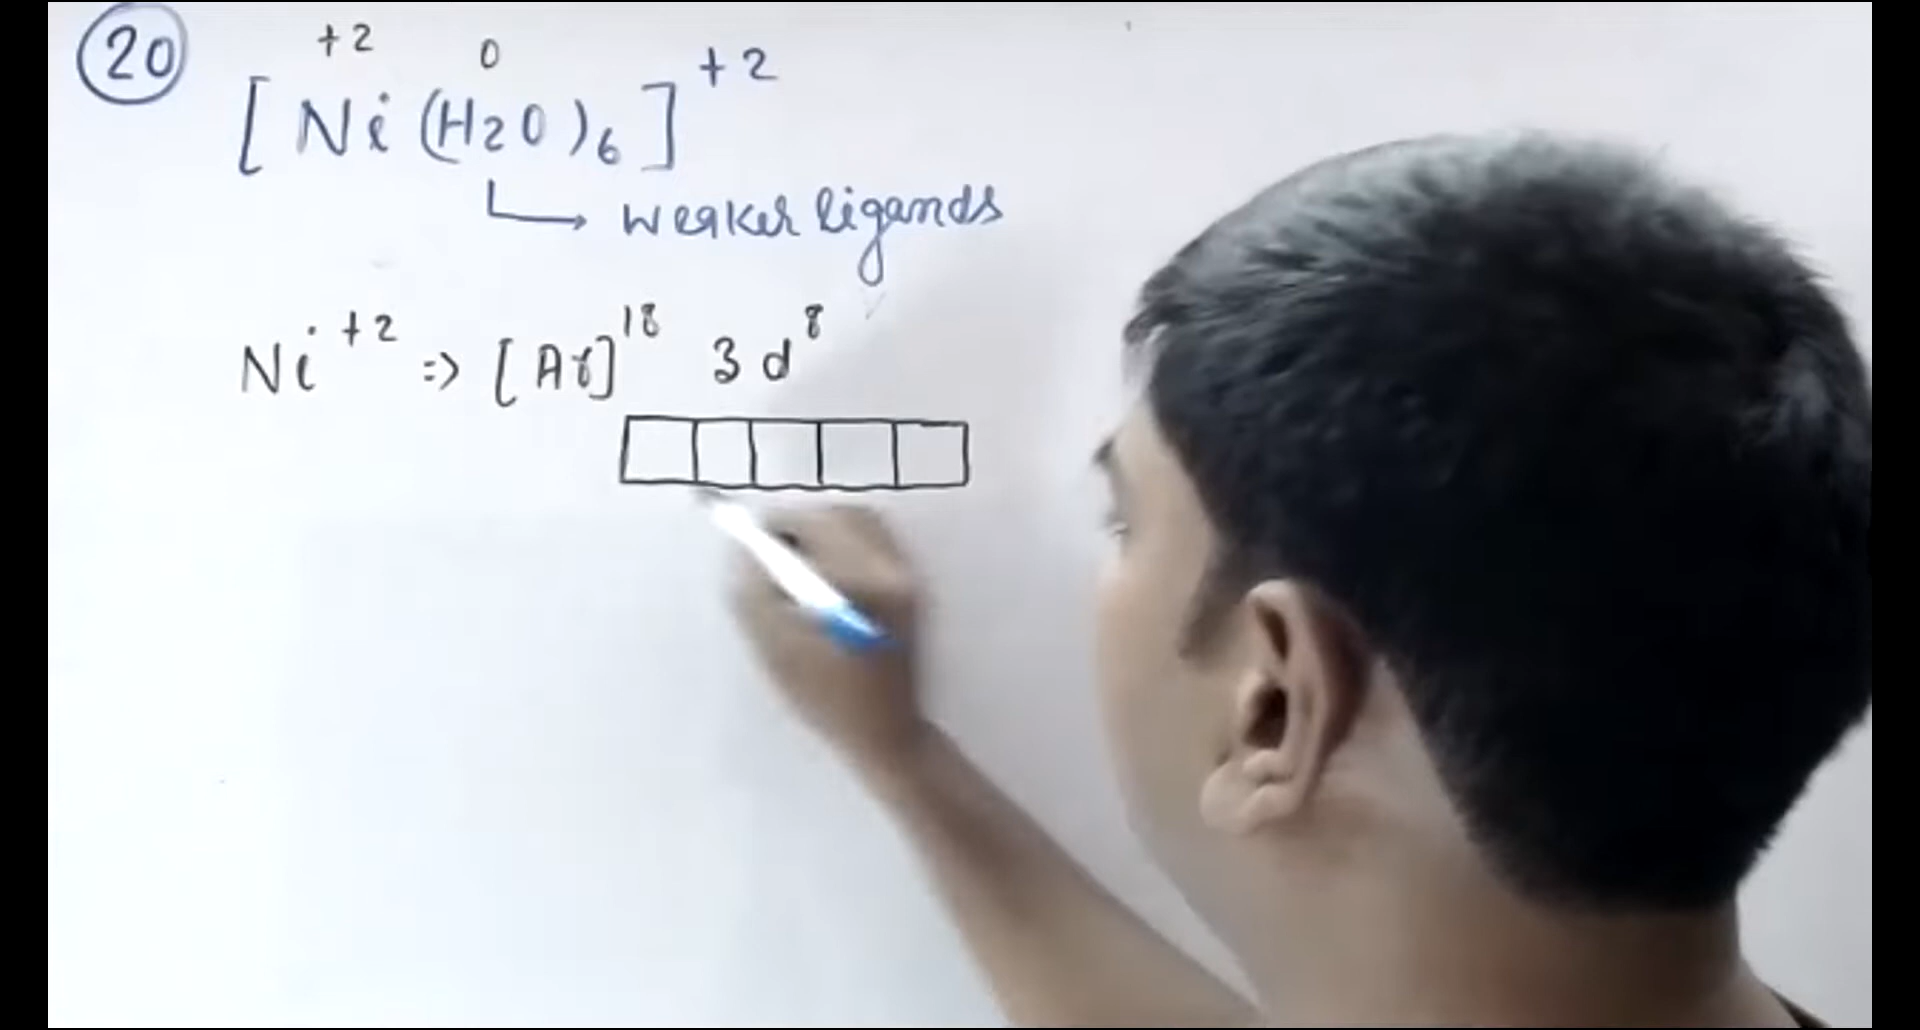 20
+2 0
[Ni(H2O)6]+2
↳ weaker ligands
Ni+2 => [Ar]18 3d8